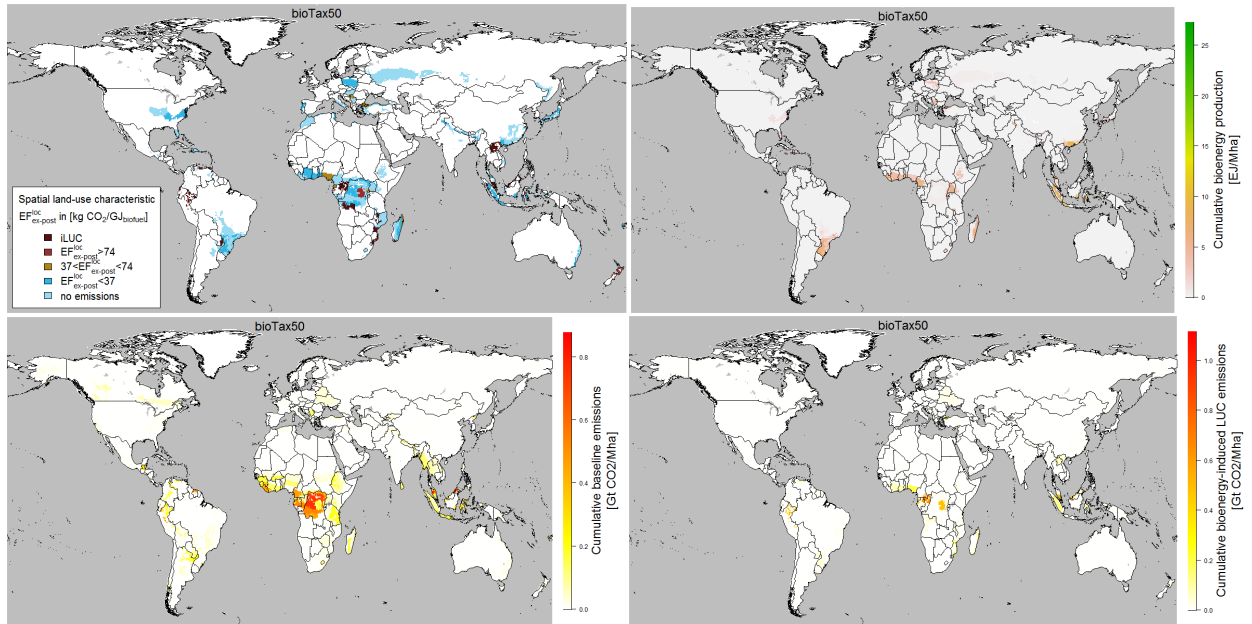 bioTax50
Spatial land-use characteristic
EF^loc_ex-post in [kg CO2/GJbiofuel]
iLUC
EF^loc_ex-post>74
37<EF^loc_ex-post<74
EF^loc_ex-post<37
no emissions
bioTax50
25
20
15
10
5
0
Cumulative bioenergy production
[EJ/Mha]
bioTax50
0.8
0.6
0.4
0.2
0.0
Cumulative baseline emissions
[Gt CO2/Mha]
bioTax50
1.0
0.8
0.6
0.4
0.2
0.0
Cumulative bioenergy-induced LUC emissions
[Gt CO2/Mha]